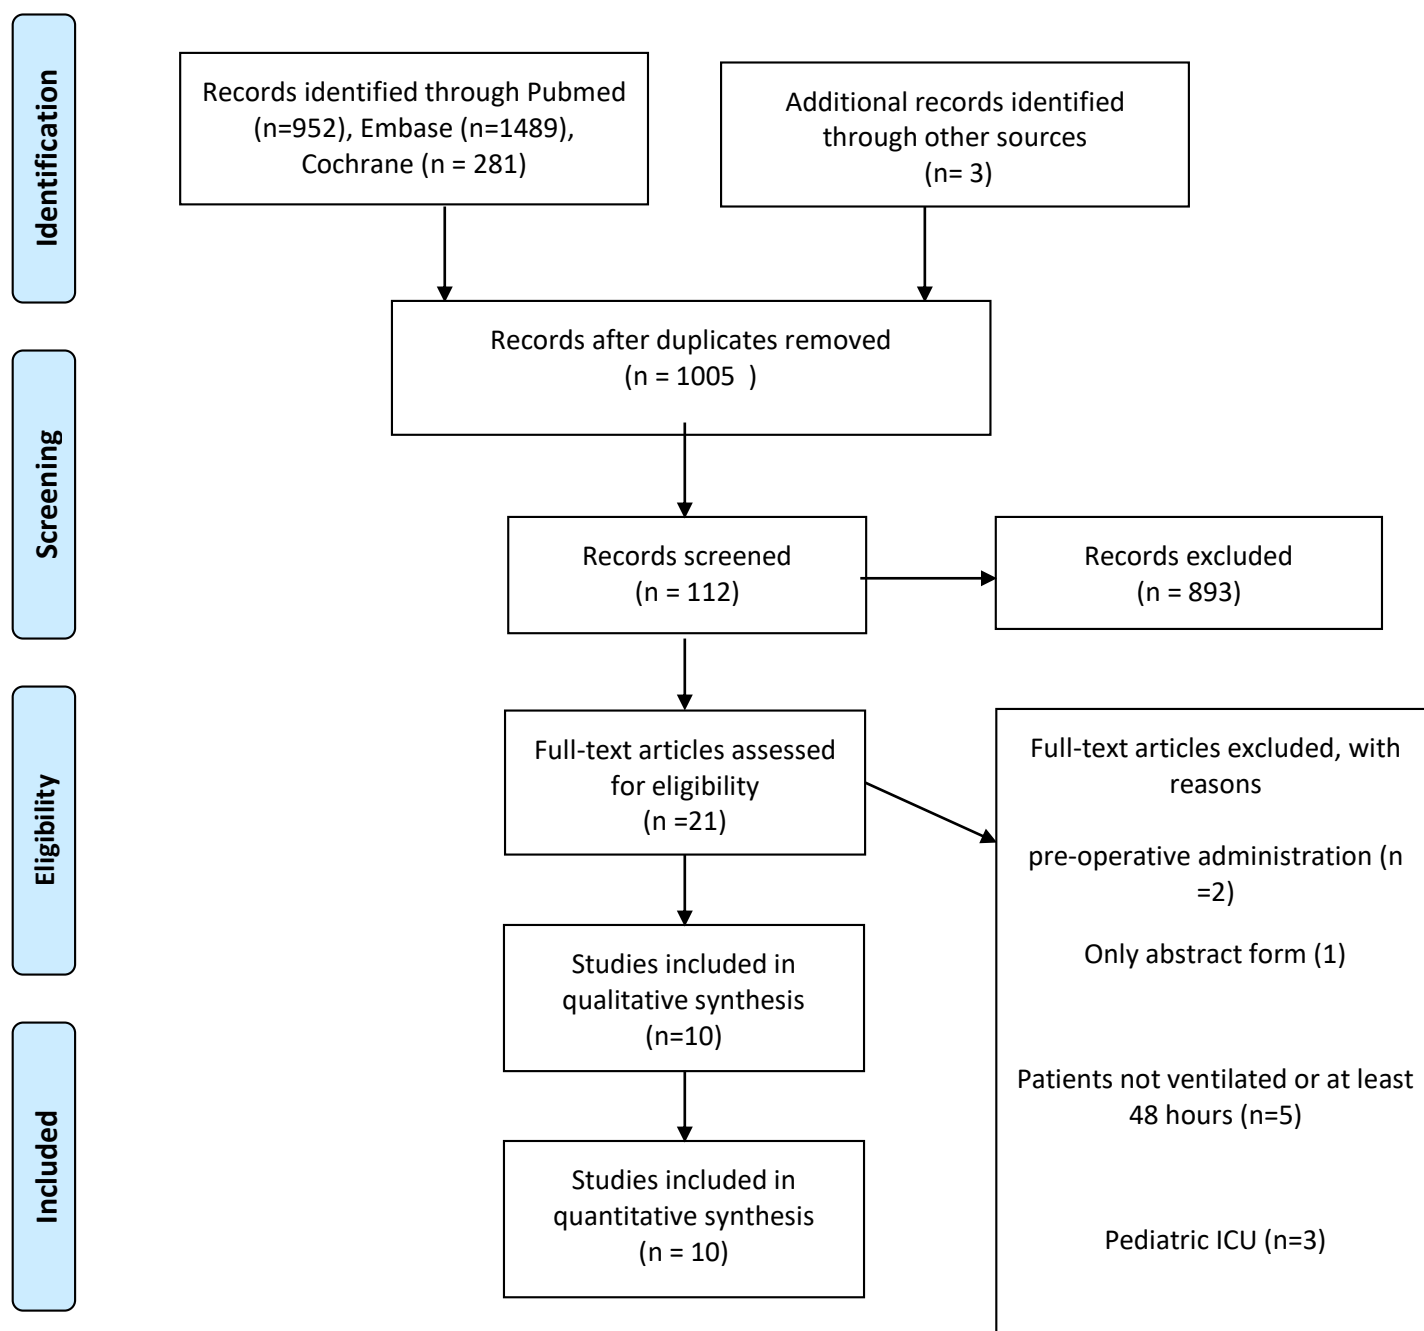 Identification
Records identified through Pubmed
(n=952), Embase (n=1489),
Cochrane (n = 281)
Additional records identified
through other sources
(n= 3)
Records after duplicates removed
(n = 1005  )
Screening
Records screened
(n = 112)
Records excluded
(n = 893)
Eligibility
Full-text articles assessed
for eligibility
(n =21)
Full-text articles excluded, with
reasons
pre-operative administration (n
=2)
Only abstract form (1)
Patients not ventilated or at least
48 hours (n=5)
Pediatric ICU (n=3)
Studies included in
qualitative synthesis
(n=10)
Included
Studies included in
quantitative synthesis
(n = 10)